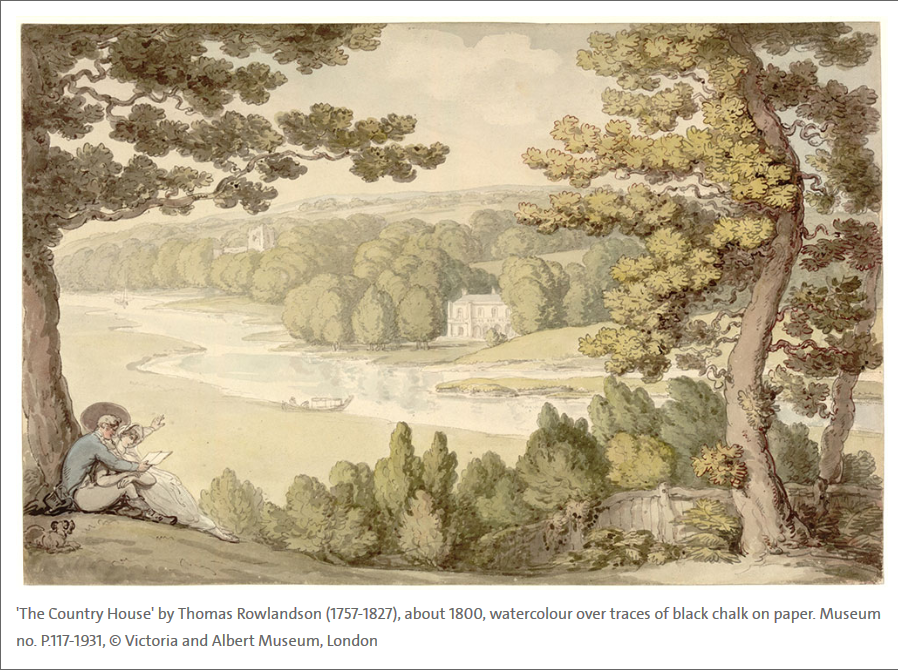 'The Country House' by Thomas Rowlandson (1757-1827), about 1800, watercolour over traces of black chalk on paper. Museum
no. P.117-1931, © Victoria and Albert Museum, London